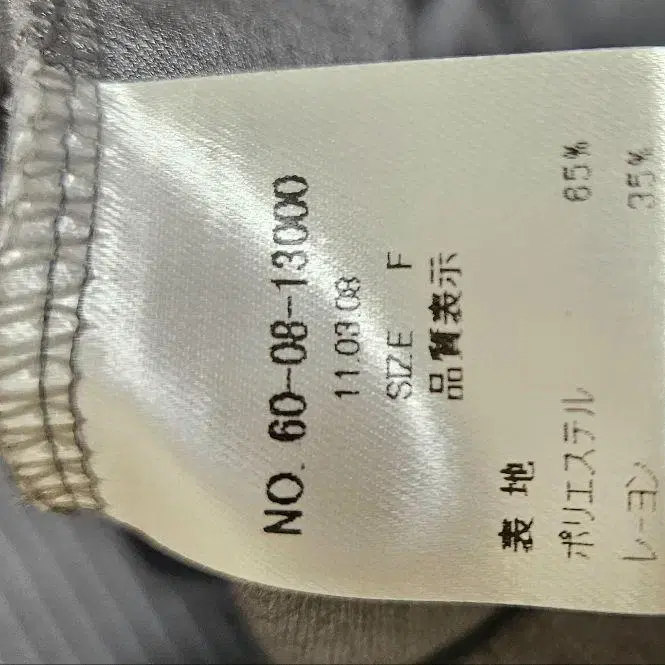 NO. 60-08-13000
11.03.08
SIZE F
品質表示
表 地
ポリエステル 65%
レーヨン 35%